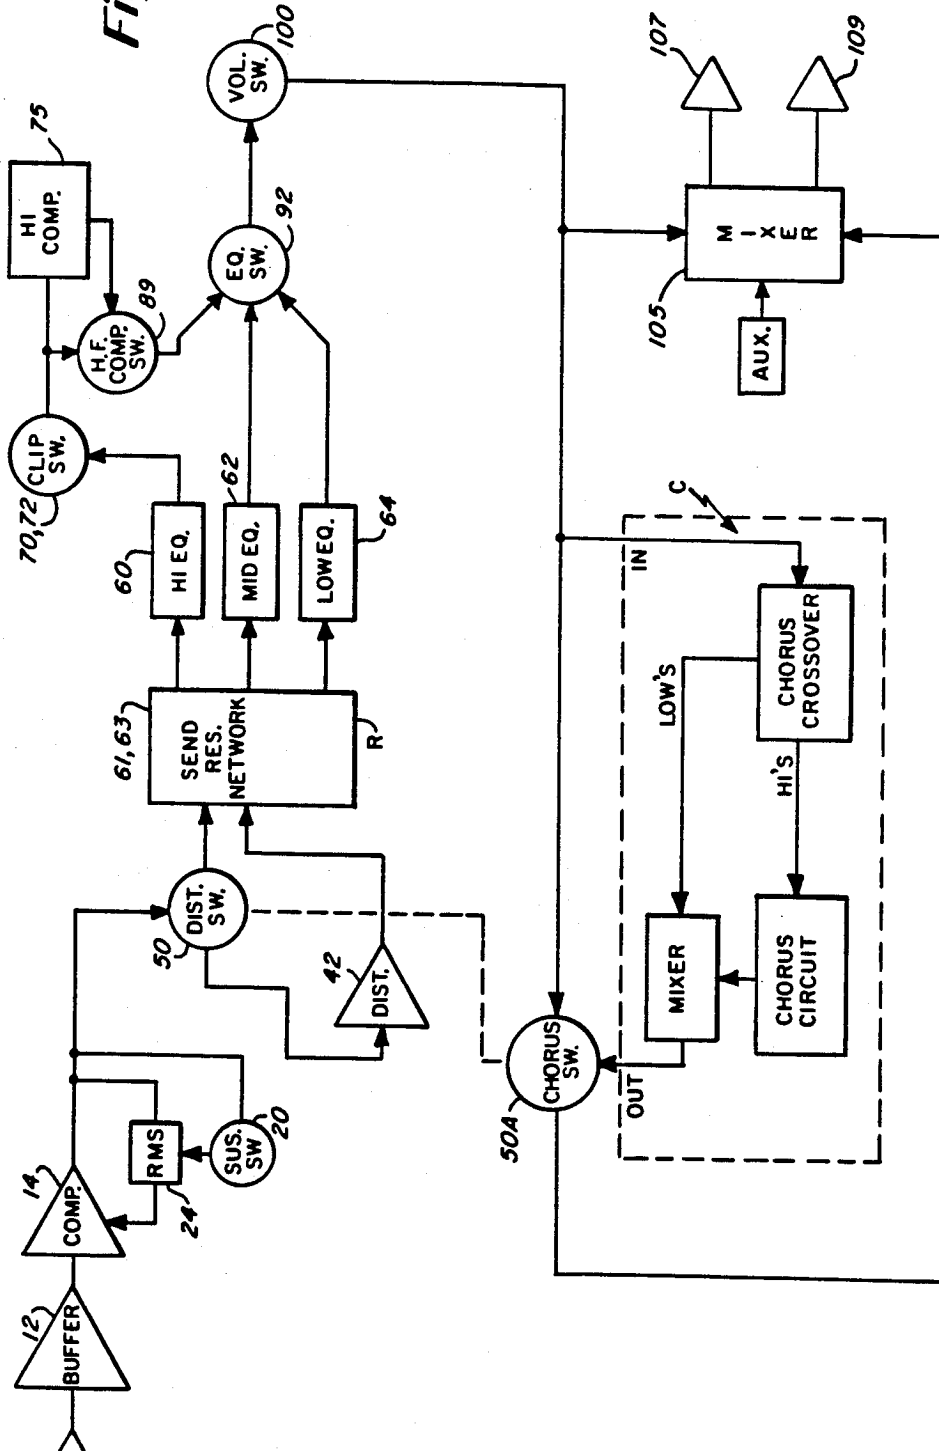 Fi
12
BUFFER
14
COMP.
RMS
24
SUS.
SW
20
50
DIST.
SW.
42
DIST.
61,63
SEND
RES.
NETWORK
R
60
HI EQ.
62
MID EQ.
64
LOW EQ.
70,72
CLIP
SW.
HI
COMP.
75
H.F.
COMP.
SW.
89
EQ.
SW.
92
VOL.
SW.
100
50A
CHORUS
SW.
OUT
IN
C
MIXER
LOW'S
CHORUS
CIRCUIT
HI'S
CHORUS
CROSSOVER
AUX.
105
MIXER
107
109